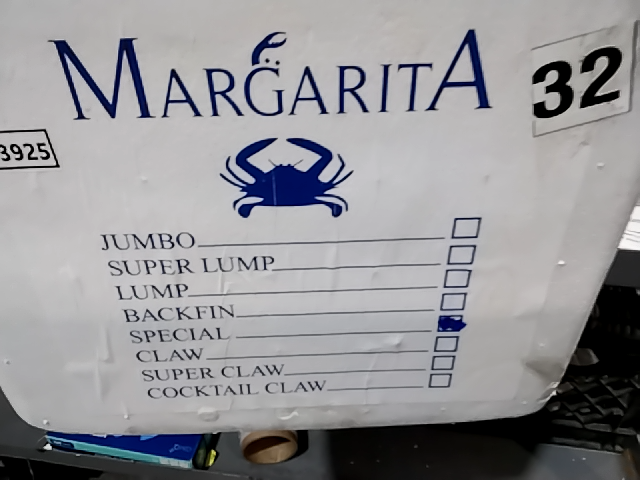 MARGARITA
32
3925
JUMBO
SUPER LUMP
LUMP
BACKFIN
SPECIAL
CLAW
SUPER CLAW
COCKTAIL CLAW